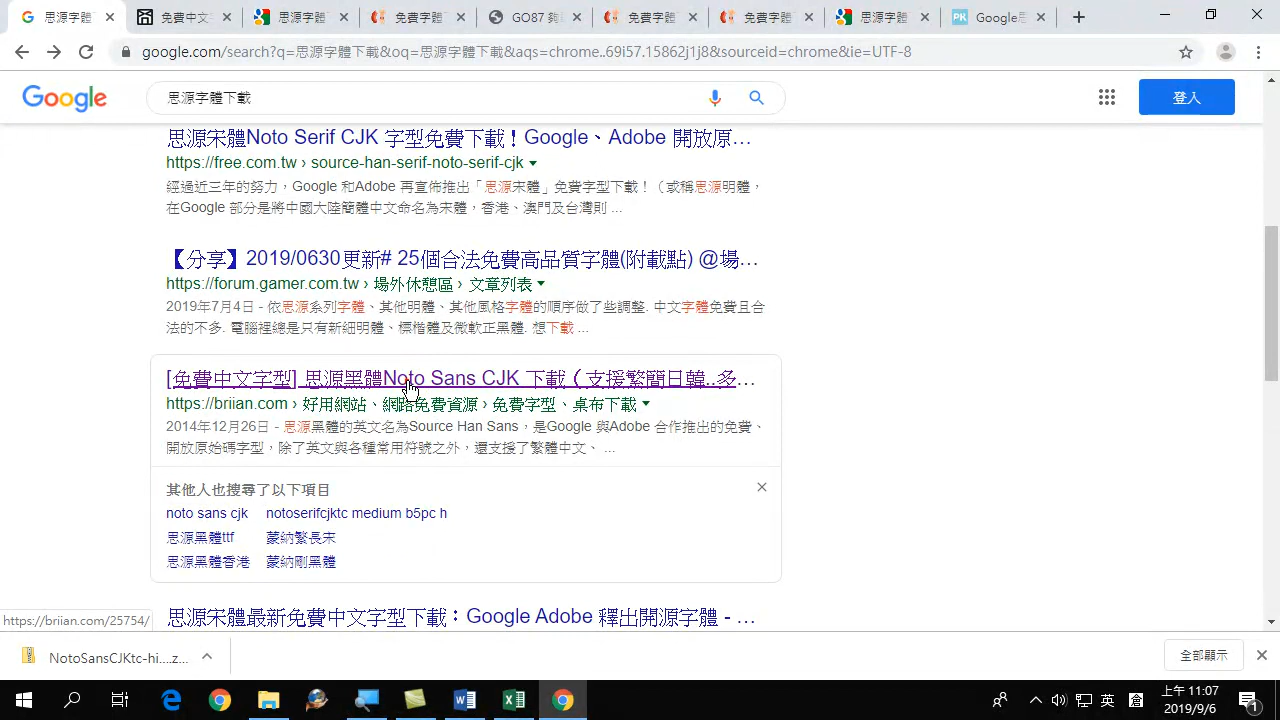 思源字體下
免費中文字
思源字體
免費字體
GO87 夠
免費字體
免費字體
思源字體下
Google思
google.com/search?q=思源字體下載&oq=思源字體下載&aqs=chrome..69i57.15862j1j8&sourceid=chrome&ie=UTF-8
Google
思源字體下載
登入
思源宋體Noto Serif CJK 字型免費下載！Google、Adobe 開放原...
https://free.com.tw › source-han-serif-noto-serif-cjk
經過近三年的努力，Google 和Adobe 再宣佈推出「思源宋體」免費字型下載！（或稱思源明體，
在Google 部分是將中國大陸簡體中文命名為宋體，香港、澳門及台灣則 ...
【分享】2019/0630更新# 25個合法免費高品質字體(附載點) @場...
https://forum.gamer.com.tw › 場外休憩區 › 文章列表
2019年7月4日 - 依思源系列字體、其他明體、其他風格字體的順序做了些調整. 中文字體免費且合
法的不多. 電腦裡總是只有新細明體、標楷體及微軟正黑體. 想下載 ...
[免費中文字型] 思源黑體Noto Sans CJK 下載（支援繁簡日韓..多...
https://briian.com › 好用網站、網路免費資源 › 免費字型、桌布下載
2014年12月26日 - 思源黑體的英文名為Source Han Sans，是Google 與Adobe 合作推出的免費、
開放原始碼字型，除了英文與各種常用符號之外，還支援了繁體中文、 ...
其他人也搜尋了以下項目
noto sans cjk
notoserifcjktc medium b5pc h
思源黑體ttf
蒙納繁長宋
思源黑體香港
蒙納剛黑體
思源宋體最新免費中文字型下載：Google Adobe 釋出開源字體 - ...
https://briian.com/25754/
NotoSansCJKtc-hi....z...
全部顯示
英
上午 11:07
2019/9/6
1